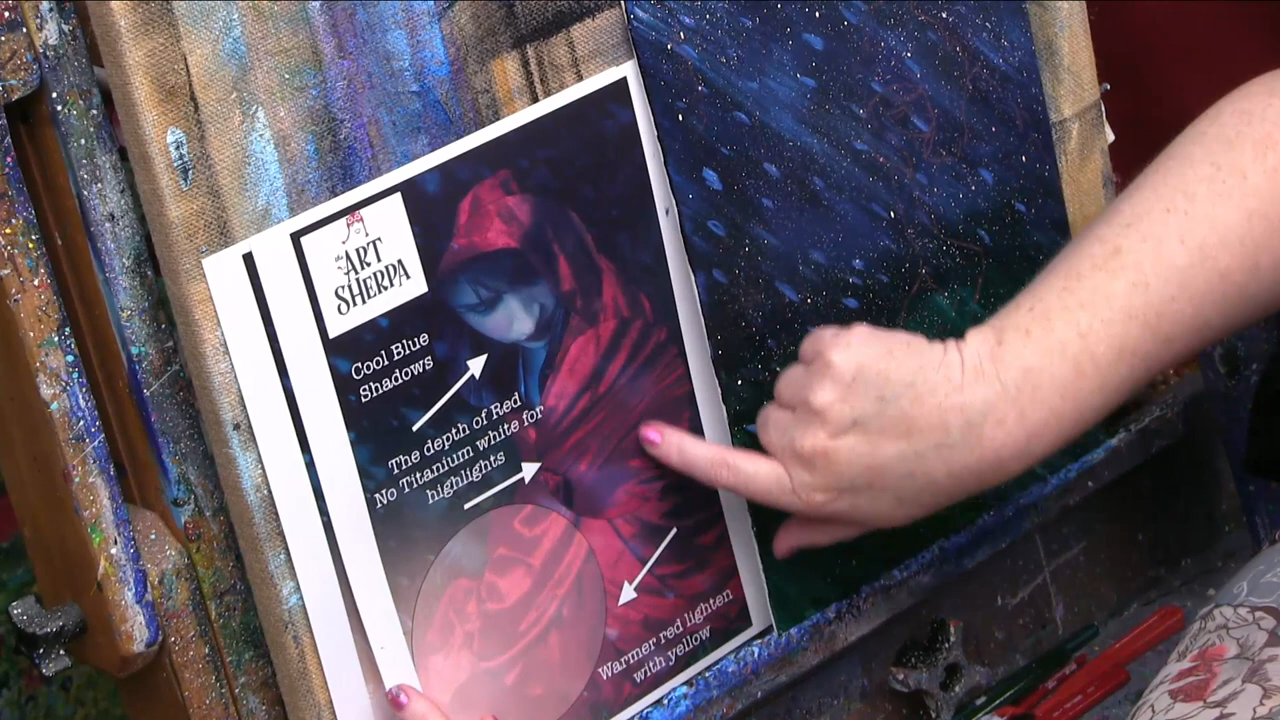 the
ART
SHERPA
Cool Blue
Shadows
The depth of Red
No Titanium white for
highlights
Warmer red lighten
with yellow